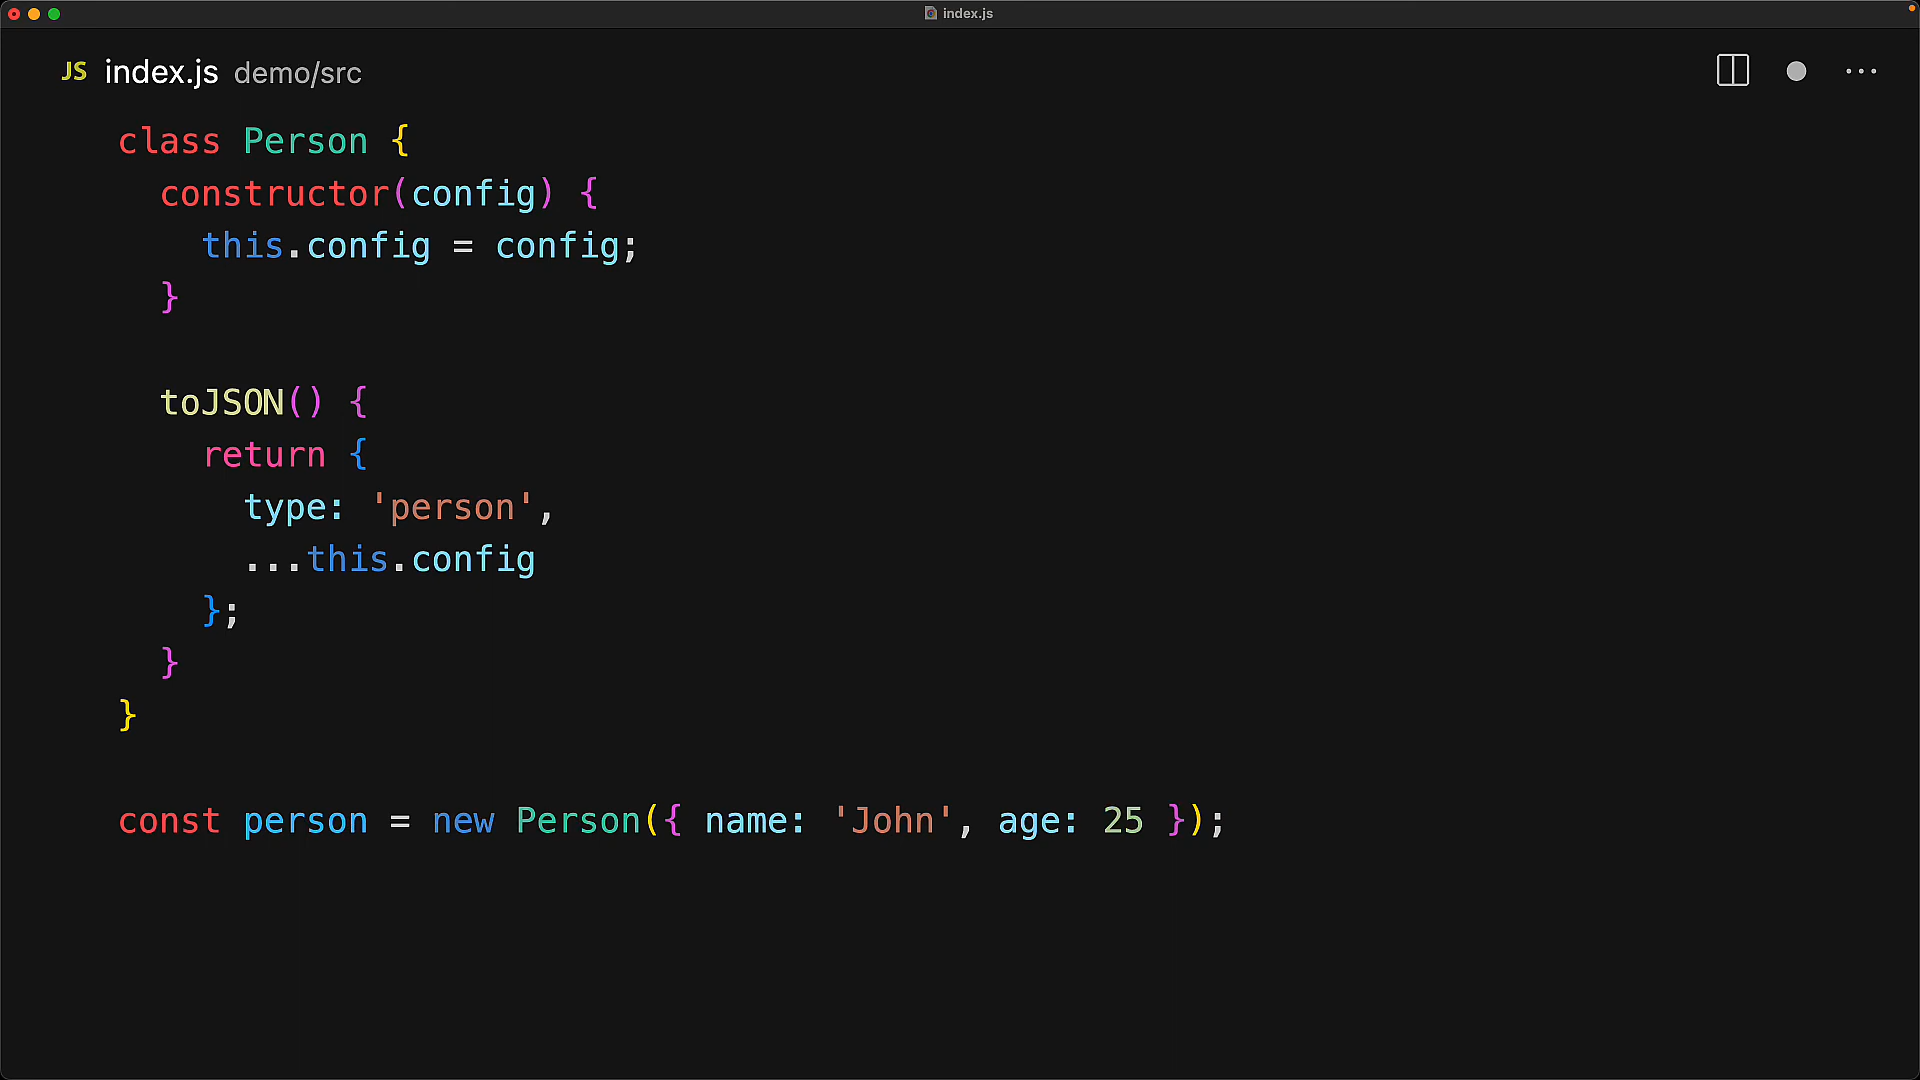 index.js
JS index.js demo/src
class Person {
constructor(config) {
this.config = config;
}
toJSON() {
return {
type: 'person',
...this.config
};
}
}
const person = new Person({ name: 'John', age: 25 });